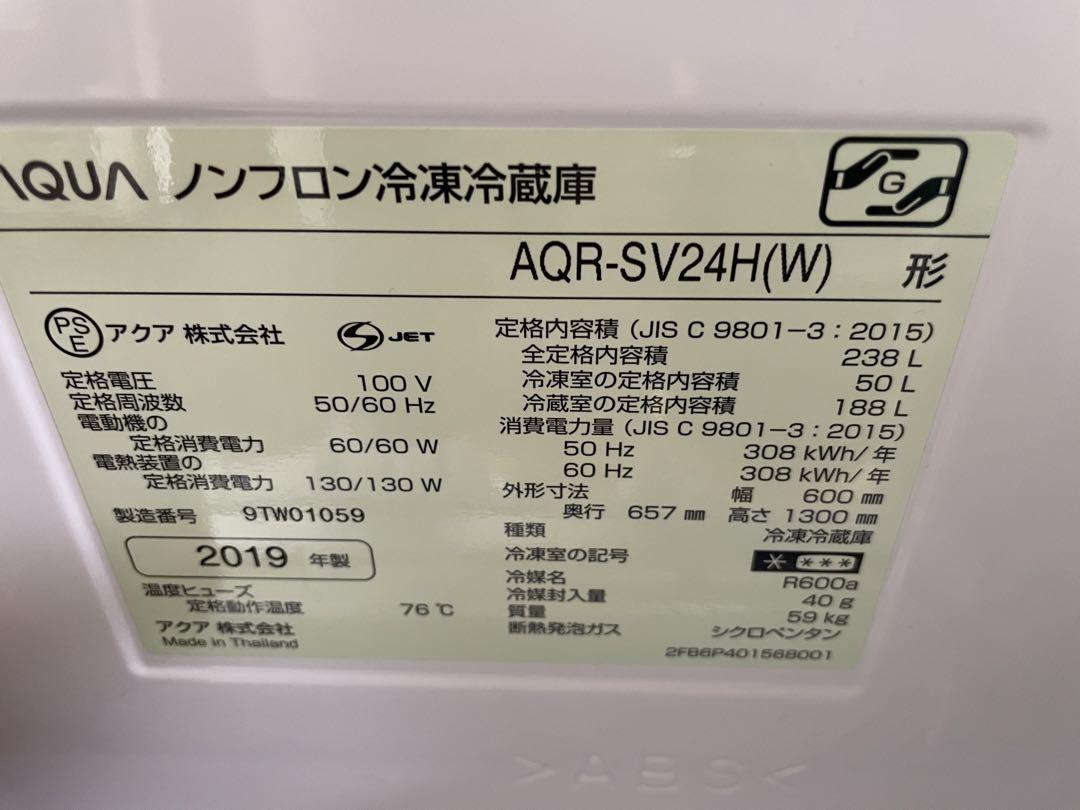 AQUA ノンフロン冷凍冷蔵庫
G
AQR-SV24H(W) 形
PSE アクア 株式会社 JET
定格電圧 100 V
定格周波数 50/60 Hz
電動機の
定格消費電力 60/60 W
電熱装置の
定格消費電力 130/130 W
製造番号 9TW01059
2019 年製
温度ヒューズ
定格動作温度 76 ℃
アクア 株式会社
Made in Thailand
定格内容積 (JIS C 9801-3 : 2015)
全定格内容積 238 L
冷凍室の定格内容積 50 L
冷蔵室の定格内容積 188 L
消費電力量 (JIS C 9801-3 : 2015)
50 Hz 308 kWh/年
60 Hz 308 kWh/年
外形寸法 幅 600 ㎜
奥行 657 ㎜ 高さ 1300 ㎜
種類 冷凍冷蔵庫
冷凍室の記号 * ***
冷媒名 R600a
冷媒封入量 40 g
質量 59 kg
断熱発泡ガス シクロペンタン
2FB6P401568001
>ABS<